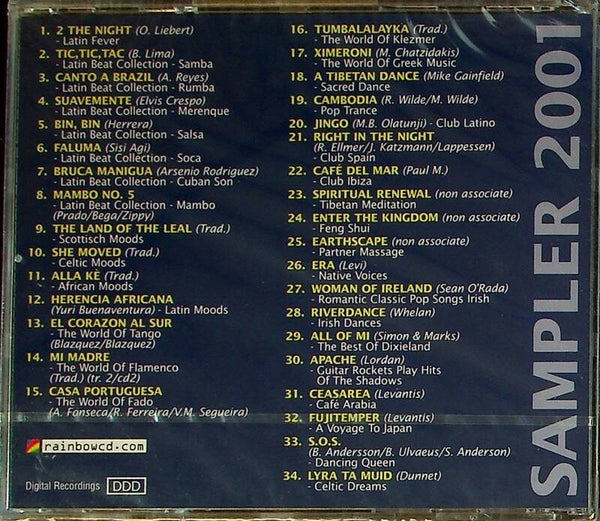 1. 2 THE NIGHT (O. Liebert)
- Latin Fever
2. TIC,TIC,TAC (B. Lima)
- Latin Beat Collection - Samba
3. CANTO A BRAZIL (A. Reyes)
- Latin Beat Collection - Rumba
4. SUAVEMENTE (Elvis Crespo)
- Latin Beat Collection - Merenque
5. BIN, BIN (Herrera)
- Latin Beat Collection - Salsa
6. FALUMA (Sisi Agi)
- Latin Beat Collection - Soca
7. BRUCA MANIGUA (Arsenio Rodriguez)
- Latin Beat Collection - Cuban Son
8. MAMBO NO. 5
- Latin Beat Collection - Mambo
(Prado/Bega/Zippy)
9. THE LAND OF THE LEAL (Trad.)
- Scottisch Moods
10. SHE MOVED (Trad.)
- Celtic Moods
11. ALLA KÈ (Trad.)
- African Moods
12. HERENCIA AFRICANA
(Yuri Buenaventura) - Latin Moods
13. EL CORAZON AL SUR
- The World Of Tango
(Blazquez/Blazquez)
14. MI MADRE
- The World Of Flamenco
(Trad.) (tr. 2/cd2)
15. CASA PORTUGUESA
- The World Of Fado
(A. Fonseca/R. Ferreira/V.M. Segueira)
rainbowcd.com
Digital Recordings DDD
16. TUMBALALAYKA (Trad.)
- The World Of Klezmer
17. XIMERONI (M. Chatzidakis)
- The World Of Greek Music
18. A TIBETAN DANCE (Mike Gainfield)
- Sacred Dance
19. CAMBODIA (R. Wilde/M. Wilde)
- Pop Trance
20. JINGO (M.B. Olatunji) - Club Latino
21. RIGHT IN THE NIGHT
(R. Ellmer/J. Katzmann/Lappessen)
- Club Spain
22. CAFÉ DEL MAR (Paul M.)
- Club Ibiza
23. SPIRITUAL RENEWAL (non associate)
- Tibetan Meditation
24. ENTER THE KINGDOM (non associate)
- Feng Shui
25. EARTHSCAPE (non associate)
- Partner Massage
26. ERA (Levi)
- Native Voices
27. WOMAN OF IRELAND (Sean O'Rada)
- Romantic Classic Pop Songs Irish
28. RIVERDANCE (Whelan)
- Irish Dances
29. ALL OF MI (Simon & Marks)
- The Best Of Dixieland
30. APACHE (Lordan)
- Guitar Rockets Play Hits
Of The Shadows
31. CEASAREA (Levantis)
- Café Arabia
32. FUJITEMPER (Levantis)
- A Voyage To Japan
33. S.O.S.
(B. Andersson/B. Ulvaeus/S. Anderson)
- Dancing Queen
34. LYRA TA MUID (Dunnet)
- Celtic Dreams
SAMPLER 2001